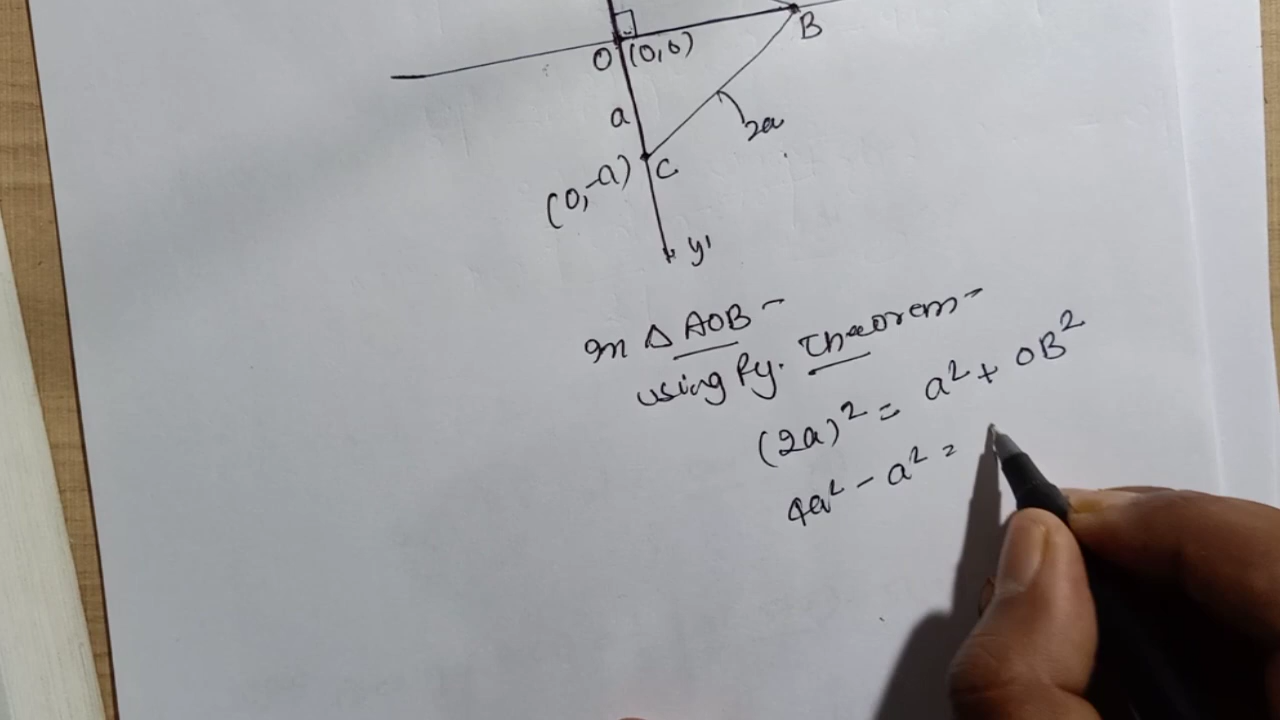 B
O (0,0)
a
2a
C
(0,-a)
y'
In Δ AOB -
using Py. Theorem -
(2a)² = a² + OB²
4a² - a² =